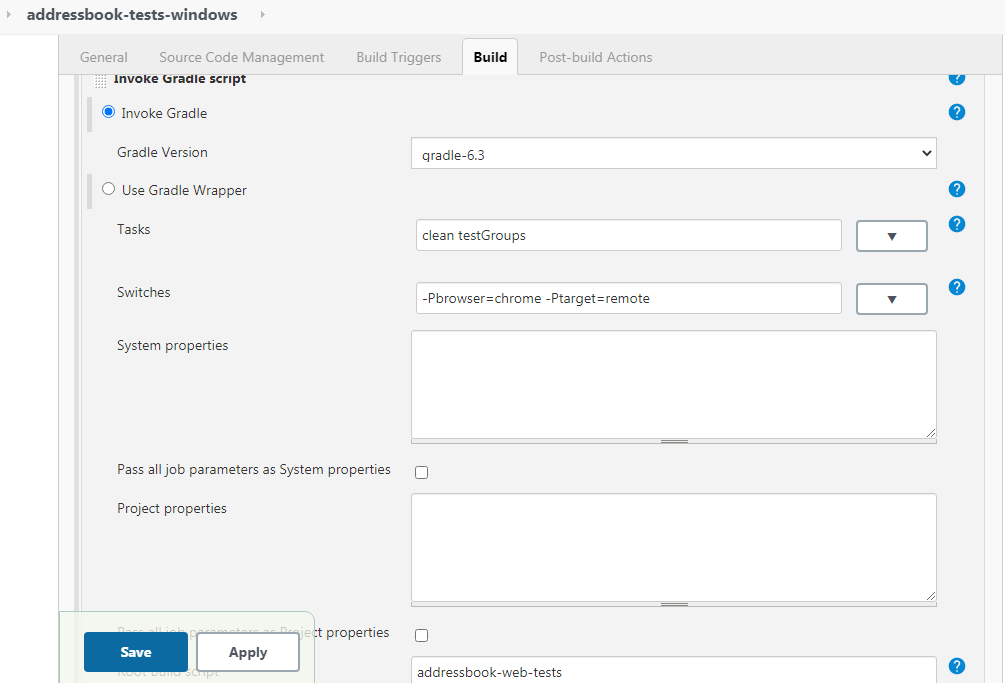 addressbook-tests-windows
General Source Code Management Build Triggers Build Post-build Actions
Invoke Gradle script
Invoke Gradle
Gradle Version gradle-6.3
Use Gradle Wrapper
Tasks clean testGroups
Switches -Pbrowser=chrome -Ptarget=remote
System properties
Pass all job parameters as System properties
Project properties
Pass all job parameters as Project properties
Save Apply
Root Build script addressbook-web-tests